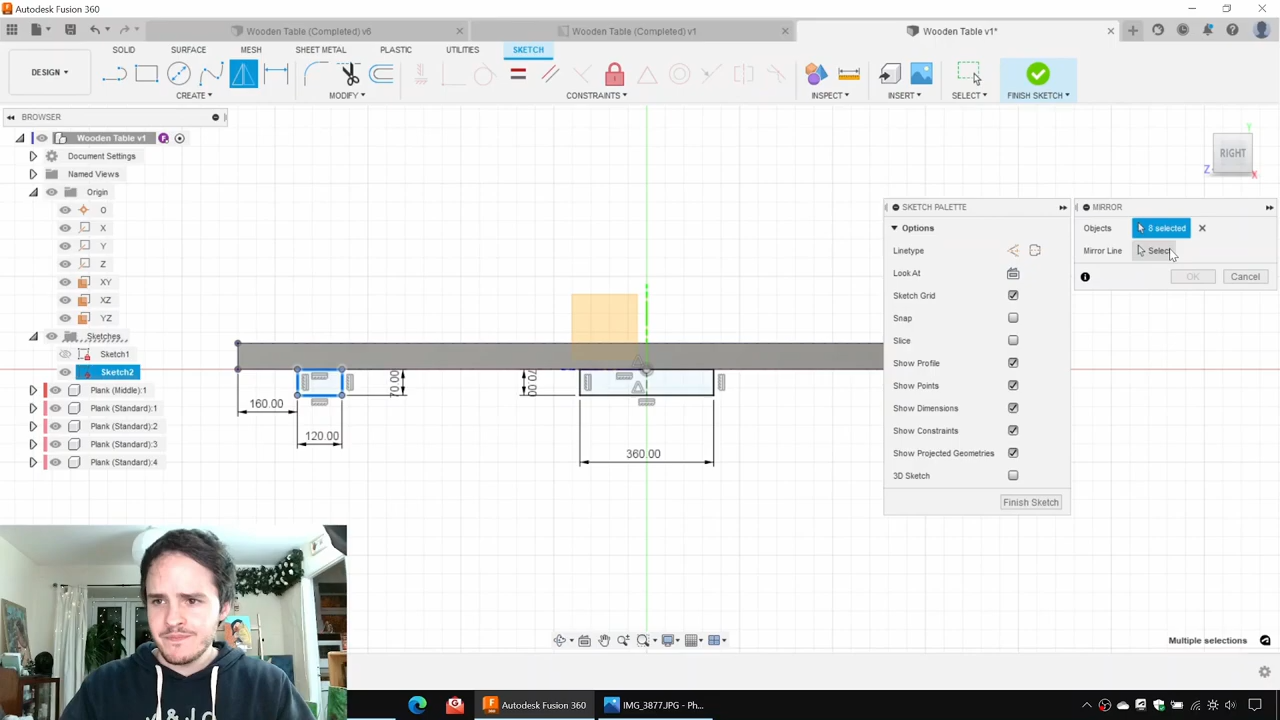 Autodesk Fusion 360
Wooden Table (Completed) v6
Wooden Table (Completed) v1
Wooden Table v1*
DESIGN
SOLID
SURFACE
MESH
SHEET METAL
PLASTIC
UTILITIES
SKETCH
CREATE
MODIFY
CONSTRAINTS
INSPECT
INSERT
SELECT
FINISH SKETCH
BROWSER
Wooden Table v1
Document Settings
Named Views
Origin
O
X
Y
Z
XY
XZ
YZ
Sketches
Sketch1
Sketch2
Plank (Middle):1
Plank (Standard):1
Plank (Standard):2
Plank (Standard):3
Plank (Standard):4
160.00
120.00
70.00
70.00
360.00
Y
RIGHT
Z
X
SKETCH PALETTE
Options
Linetype
Look At
Sketch Grid
Snap
Slice
Show Profile
Show Points
Show Dimensions
Show Constraints
Show Projected Geometries
3D Sketch
Finish Sketch
MIRROR
Objects 8 selected
Mirror Line Select
OK Cancel
Multiple selections
Autodesk Fusion 360
IMG_3877.JPG - Ph...